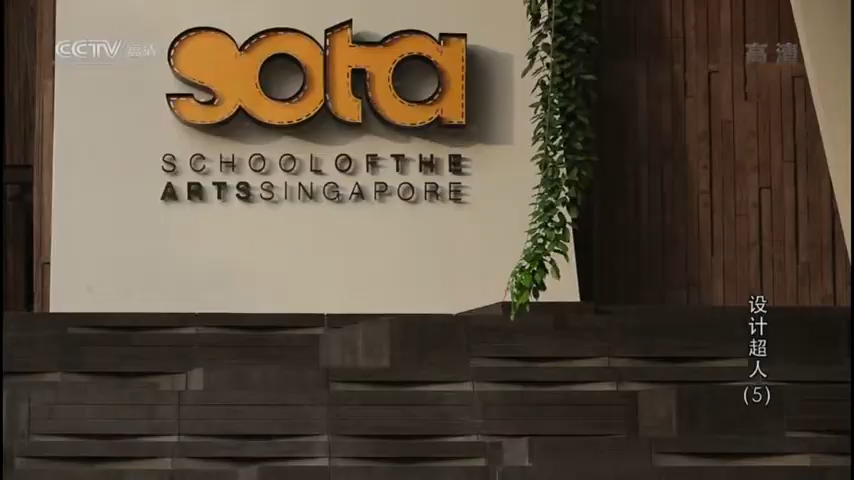 CCTV 高清
sota
SCHOOLOFTHE
ARTSSINGAPORE
高清
设计超人
(5)